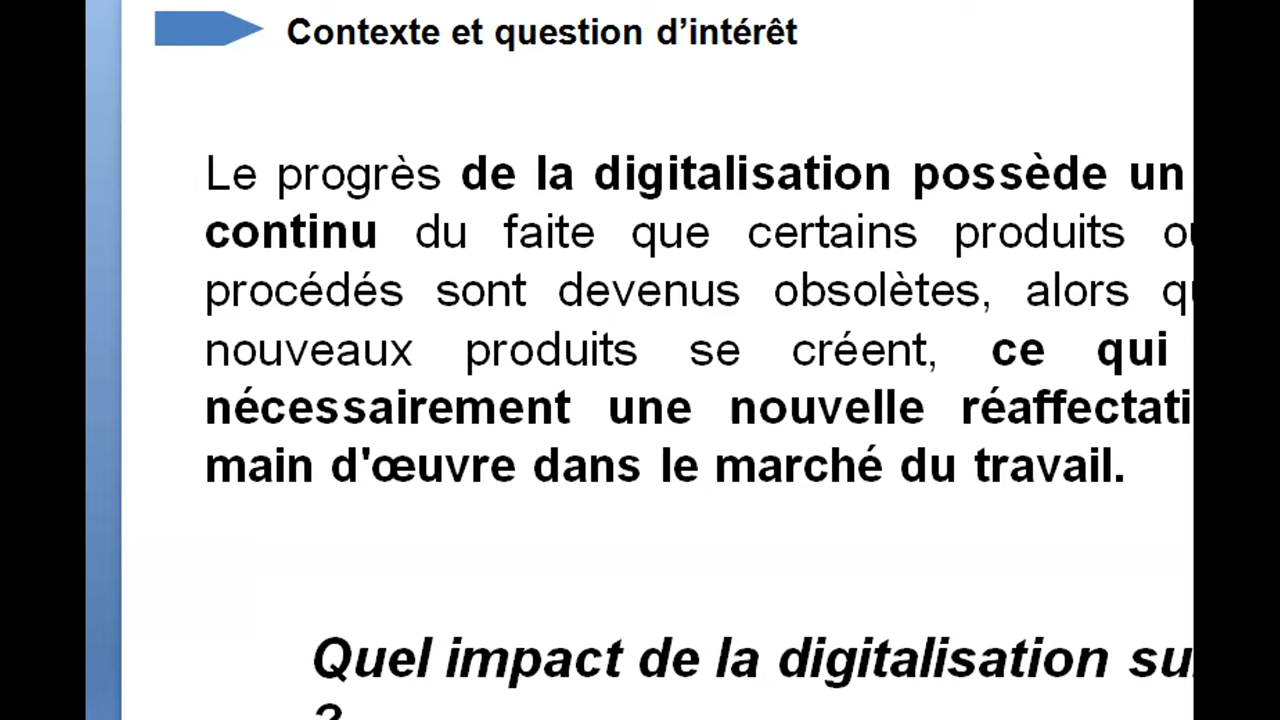 Contexte et question d’intérêt
Le progrès de la digitalisation possède un
continu du faite que certains produits
procédés sont devenus obsolètes, alors
nouveaux produits se créent, ce qui
nécessairement une nouvelle
main d'œuvre dans le marché du travail.
Quel impact de la digitalisation
?